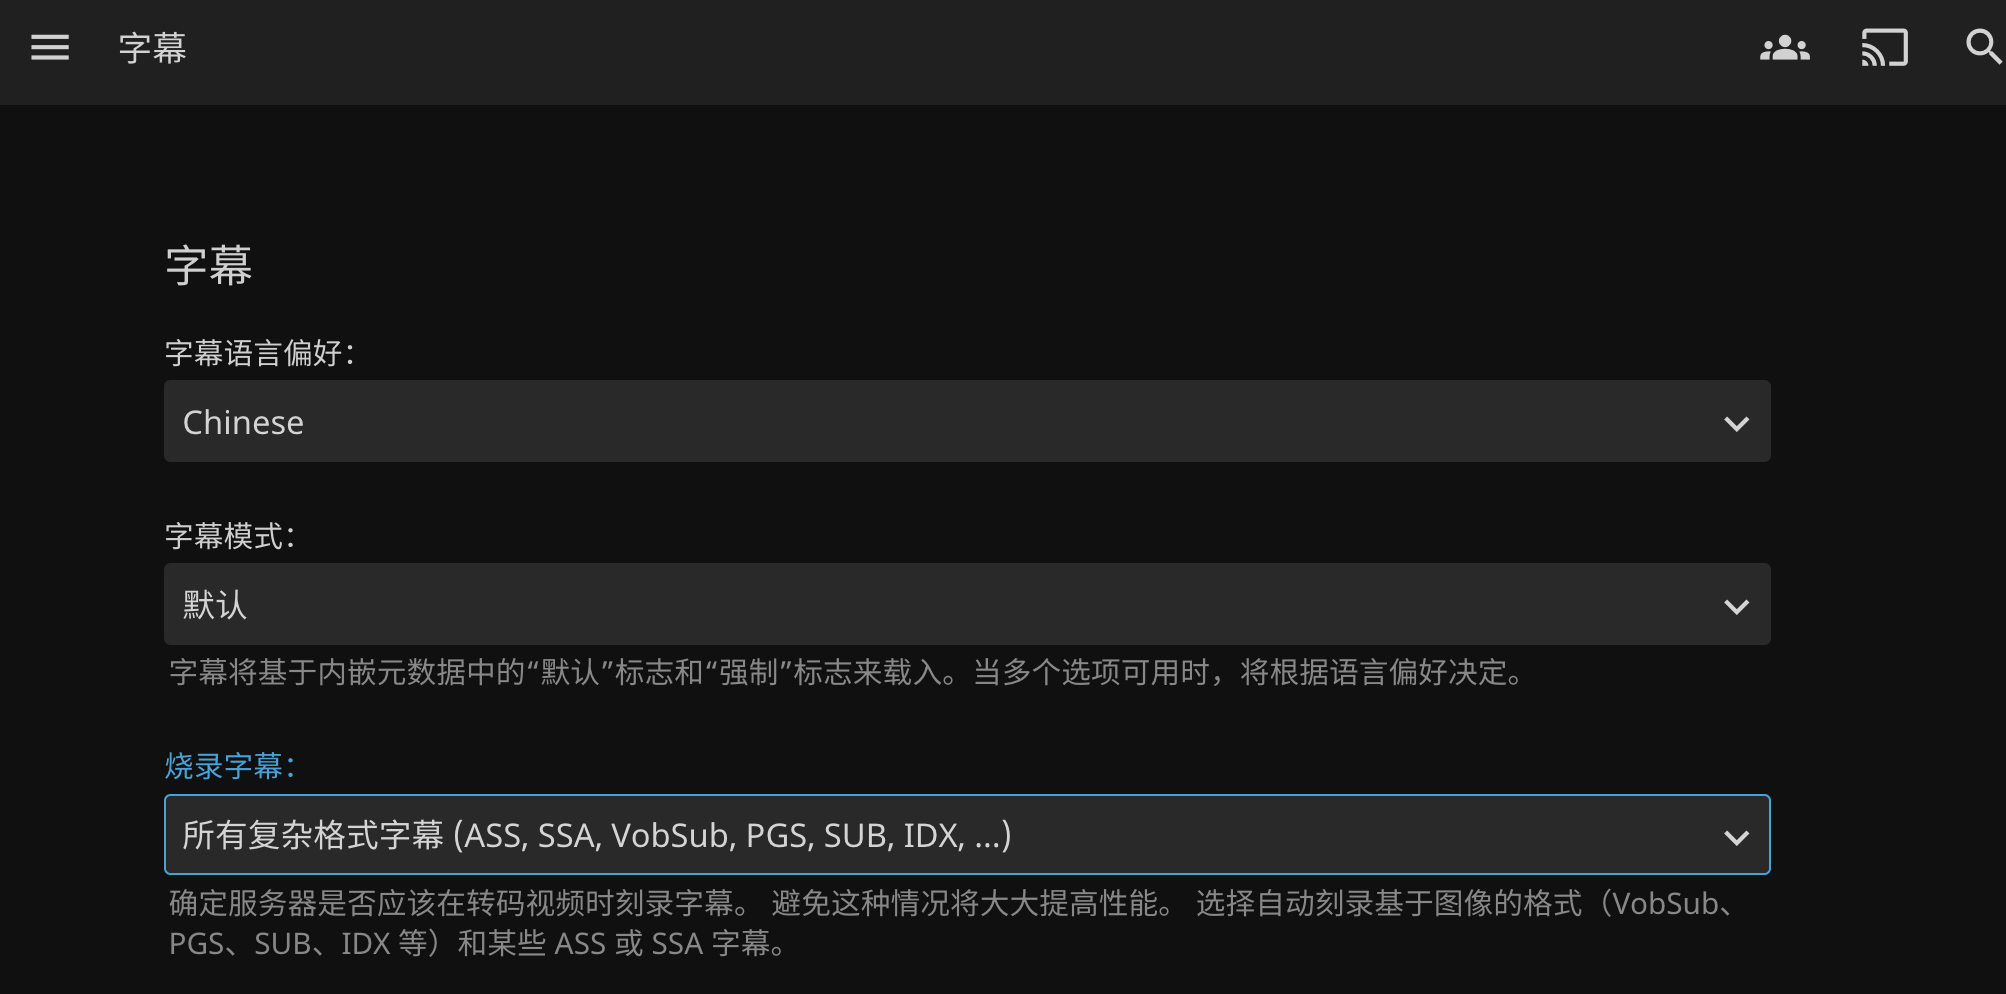 字幕
字幕
字幕语言偏好：
Chinese
字幕模式：
默认
字幕将基于内嵌元数据中的“默认”标志和“强制”标志来载入。当多个选项可用时，将根据语言偏好决定。
烧录字幕：
所有复杂格式字幕 (ASS, SSA, VobSub, PGS, SUB, IDX, ...)
确定服务器是否应该在转码视频时刻录字幕。 避免这种情况将大大提高性能。 选择自动刻录基于图像的格式（VobSub、
PGS、SUB、IDX 等）和某些 ASS 或 SSA 字幕。